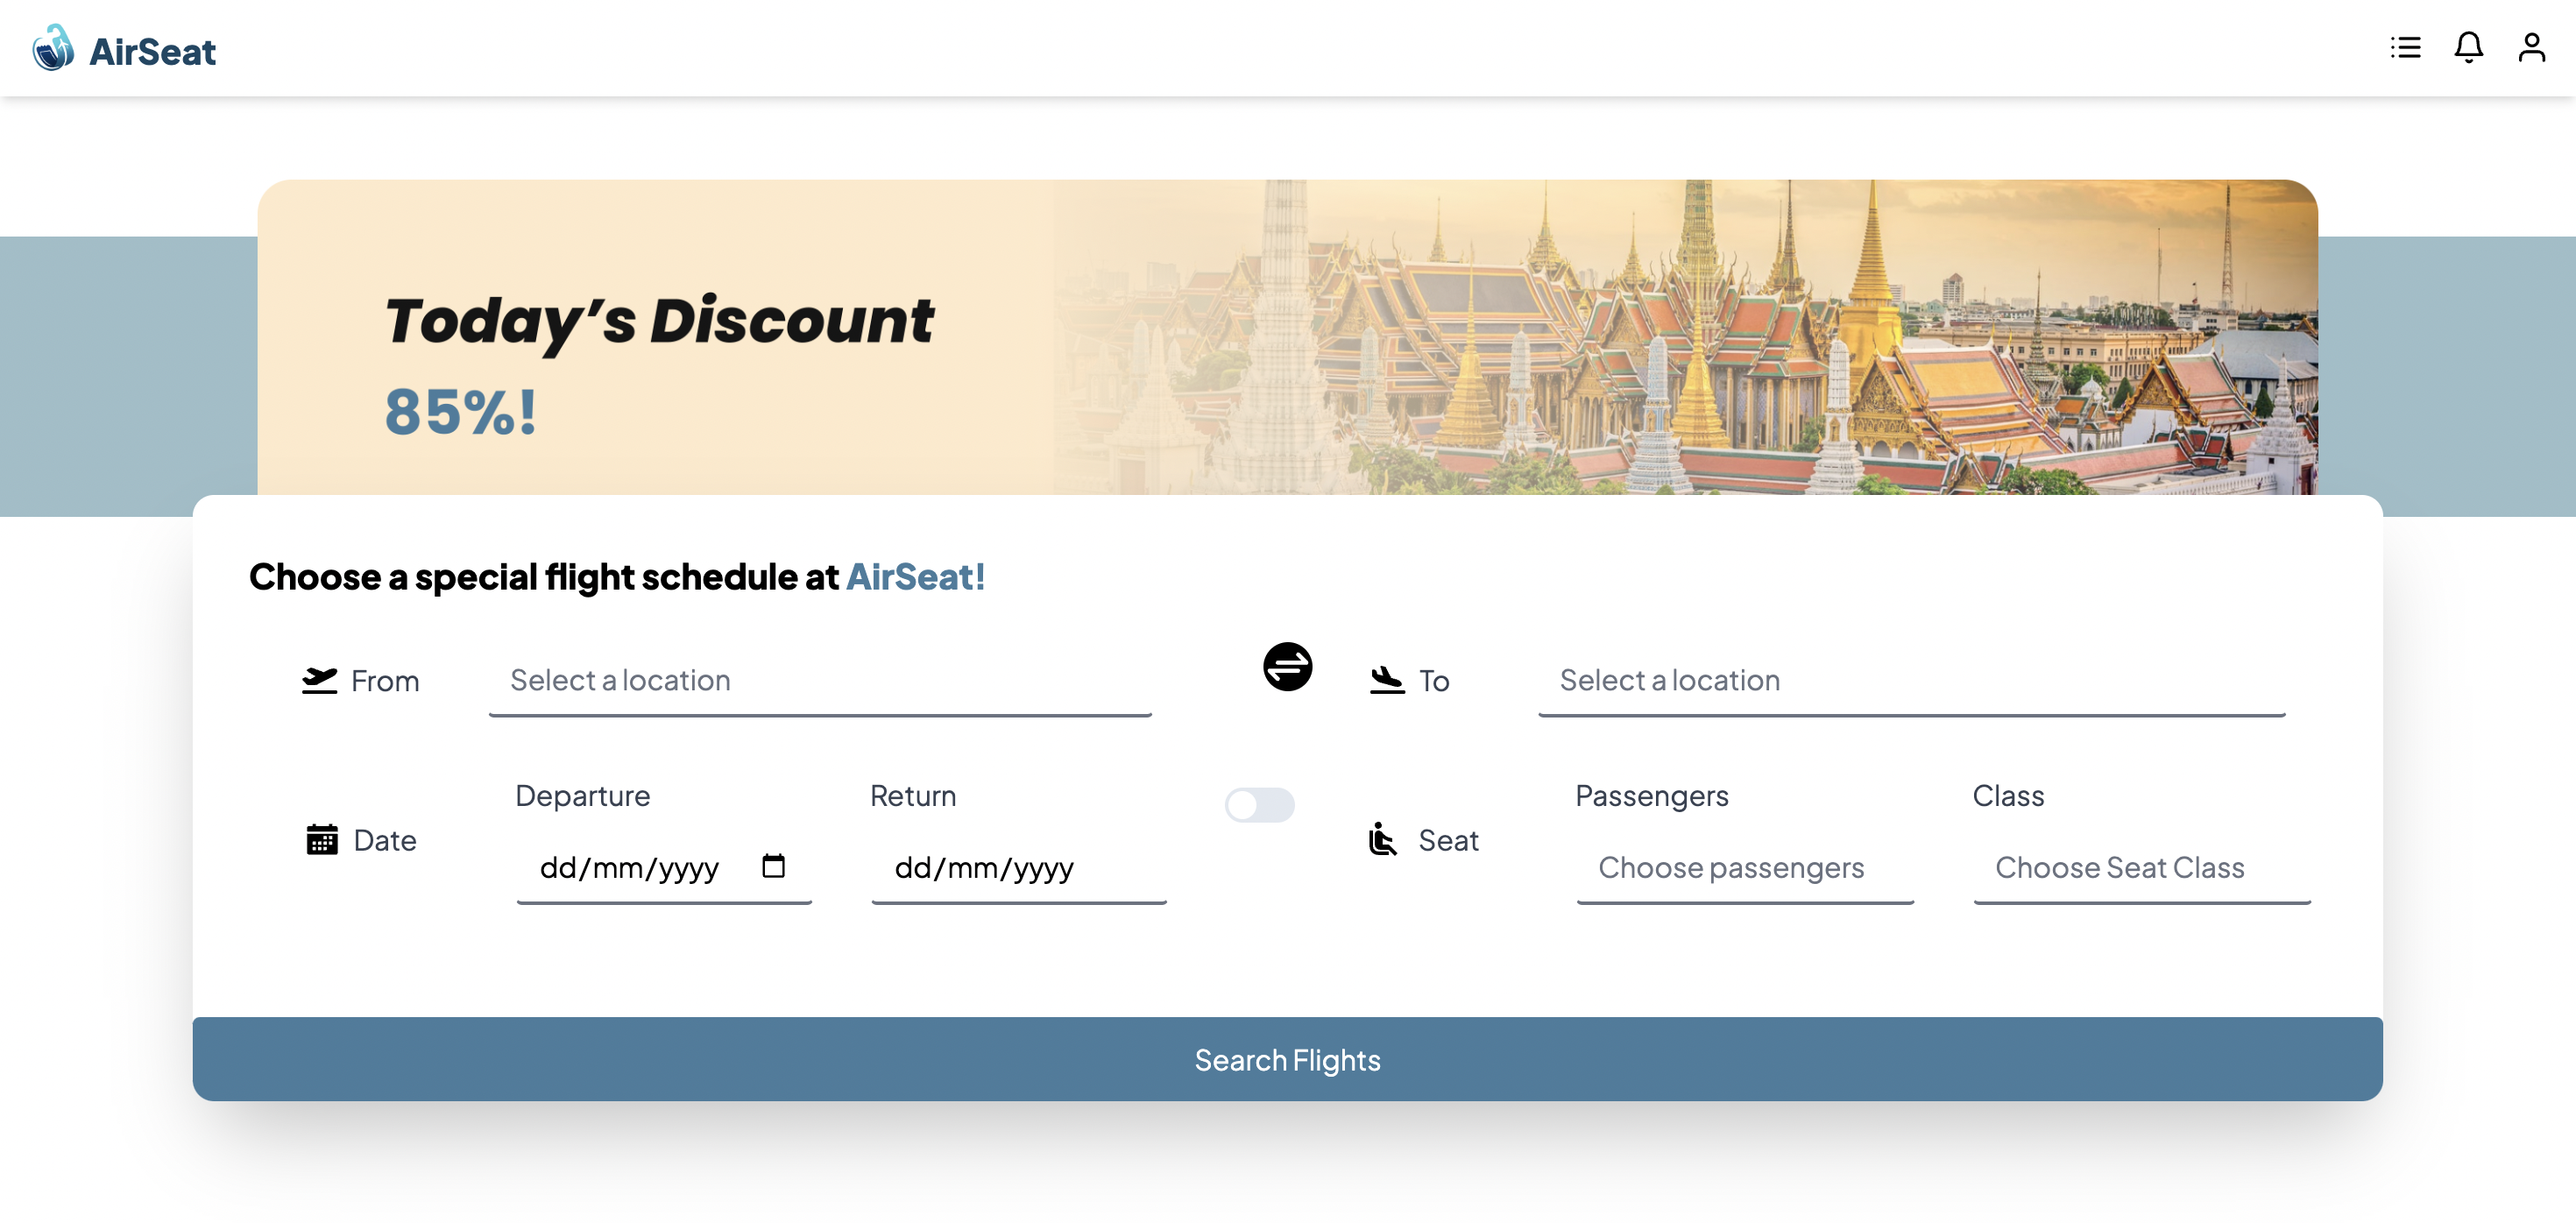 AirSeat
Today’s Discount
85%!
Choose a special flight schedule at AirSeat!
From
Select a location
To
Select a location
Date
Departure
dd/mm/yyyy
Return
dd/mm/yyyy
Seat
Passengers
Choose passengers
Class
Choose Seat Class
Search Flights